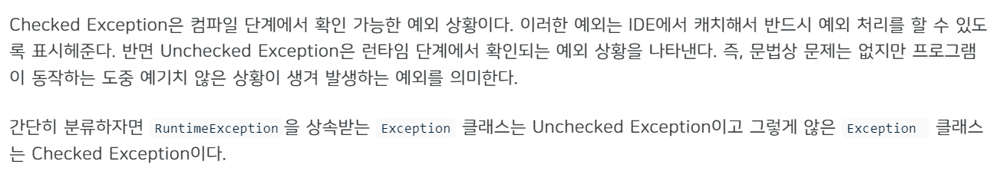 Checked Exception은 컴파일 단계에서 확인 가능한 예외 상황이다. 이러한 예외는 IDE에서 캐치해서 반드시 예외 처리를 할 수 있도
록 표시헤준다. 반면 Unchecked Exception은 런타임 단계에서 확인되는 예외 상황을 나타낸다. 즉, 문법상 문제는 없지만 프로그램
이 동작하는 도중 예기치 않은 상황이 생겨 발생하는 예외를 의미한다.
간단히 분류하자면 RuntimeException 을 상속받는 Exception 클래스는 Unchecked Exception이고 그렇게 않은 Exception 클래스
는 Checked Exception이다.